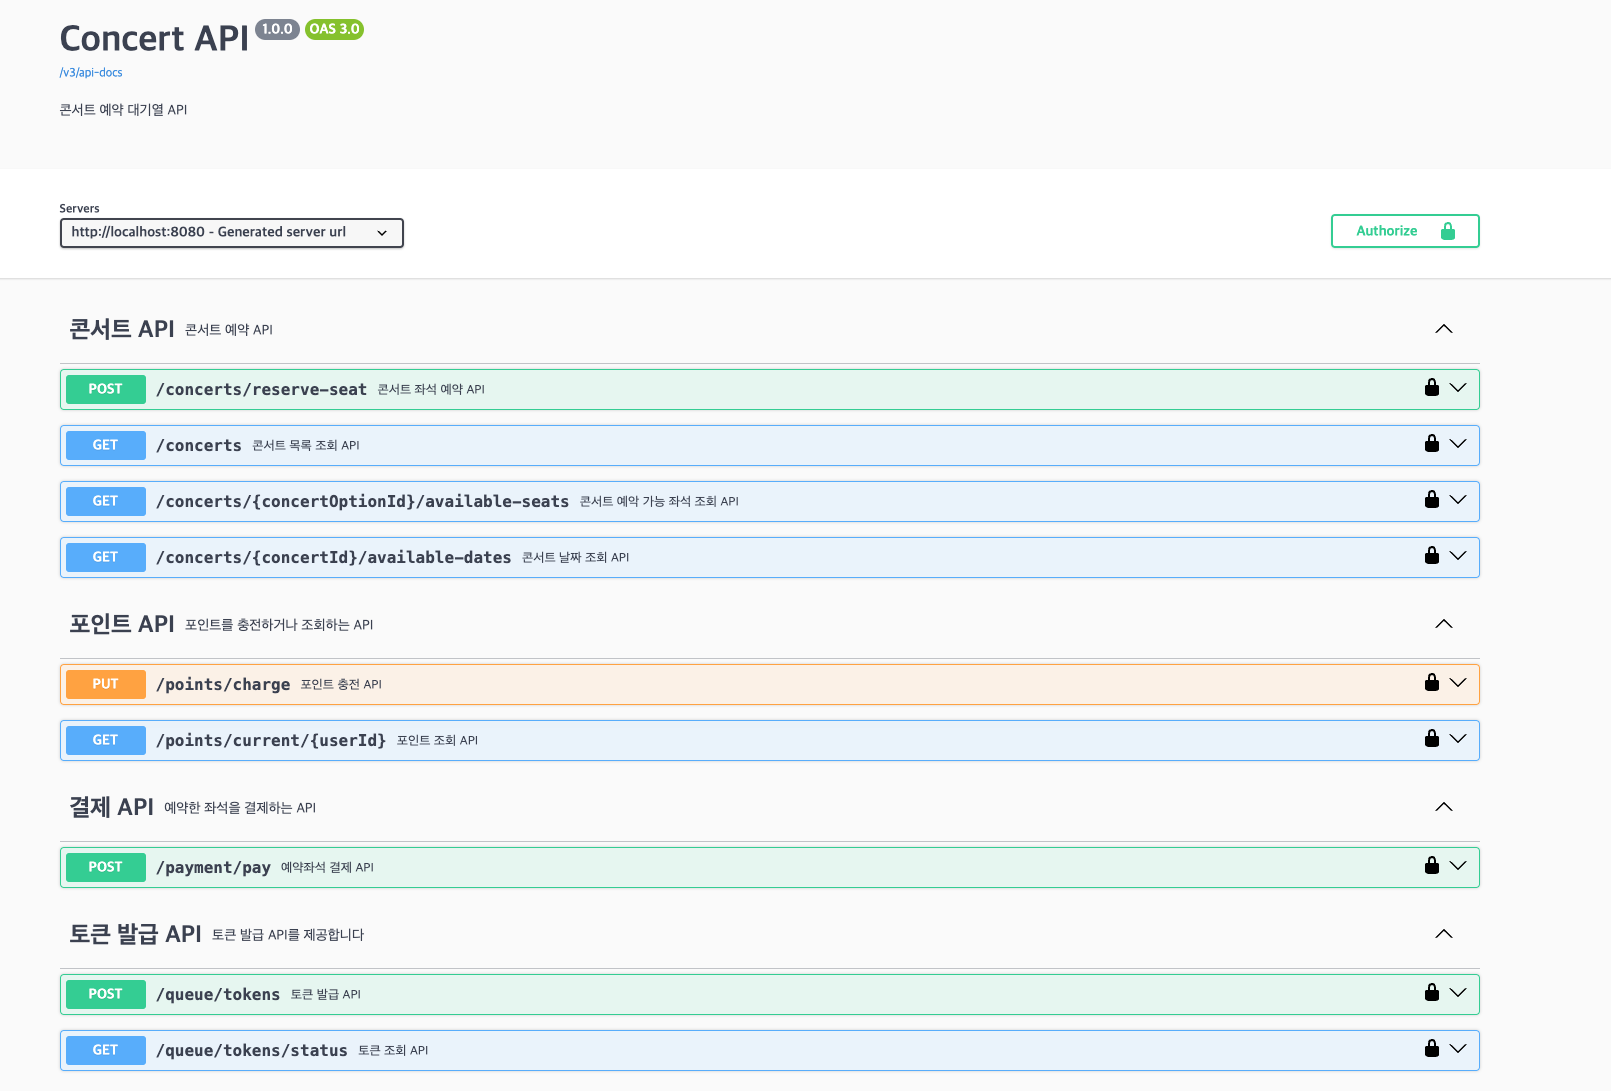 Concert API 1.0.0 OAS 3.0
/v3/api-docs
콘서트 예약 대기열 API
Servers
http://localhost:8080 - Generated server url
Authorize
콘서트 API 콘서트 예약 API
POST /concerts/reserve-seat 콘서트 좌석 예약 API
GET /concerts 콘서트 목록 조회 API
GET /concerts/{concertOptionId}/available-seats 콘서트 예악 가능 좌석 조회 API
GET /concerts/{concertId}/available-dates 콘서트 날짜 조회 API
포인트 API 포인트를 충전하거나 조회하는 API
PUT /points/charge 포인트 충전 API
GET /points/current/{userId} 포인트 조회 API
결제 API 예약한 좌석을 결제하는 API
POST /payment/pay 예약좌석 결제 API
토큰 발급 API 토큰 발급 API를 제공합니다
POST /queue/tokens 토큰 발급 API
GET /queue/tokens/status 토큰 조회 API